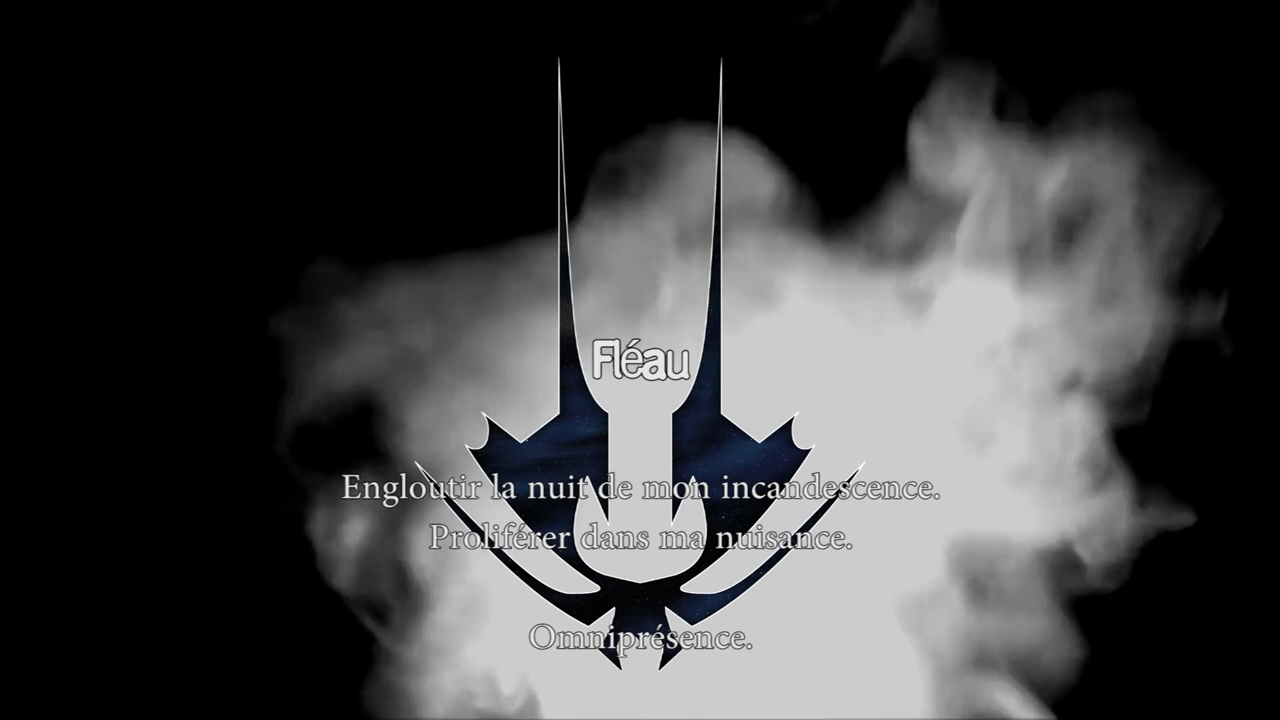 Fléau
Engloutir la nuit de mon incandescence.
Proliférer dans ma nuisance.
Omniprésence.